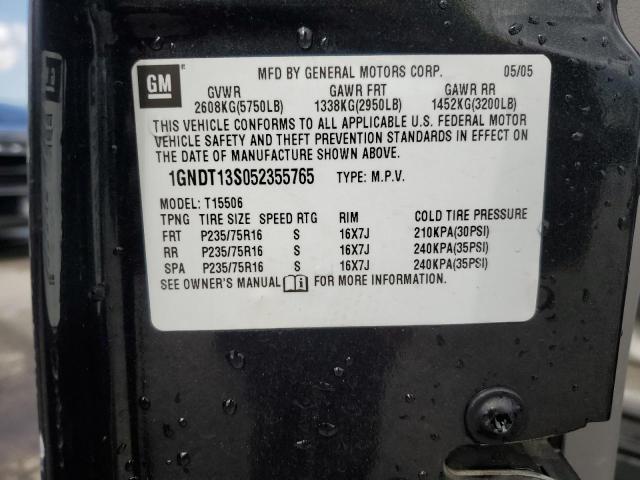 GM
MFD BY GENERAL MOTORS CORP. 05/05
GVWR GAWR FRT GAWR RR
2608KG(5750LB) 1338KG(2950LB) 1452KG(3200LB)
THIS VEHICLE CONFORMS TO ALL APPLICABLE U.S. FEDERAL MOTOR
VEHICLE SAFETY AND THEFT PREVENTION STANDARDS IN EFFECT ON
THE DATE OF MANUFACTURE SHOWN ABOVE.
1GNDT13S052355765 TYPE: M.P.V.
MODEL: T15506
TPNG TIRE SIZE SPEED RTG RIM COLD TIRE PRESSURE
FRT P235/75R16 S 16X7J 210KPA(30PSI)
RR P235/75R16 S 16X7J 240KPA(35PSI)
SPA P235/75R16 S 16X7J 240KPA(35PSI)
SEE OWNER'S MANUAL FOR MORE INFORMATION.